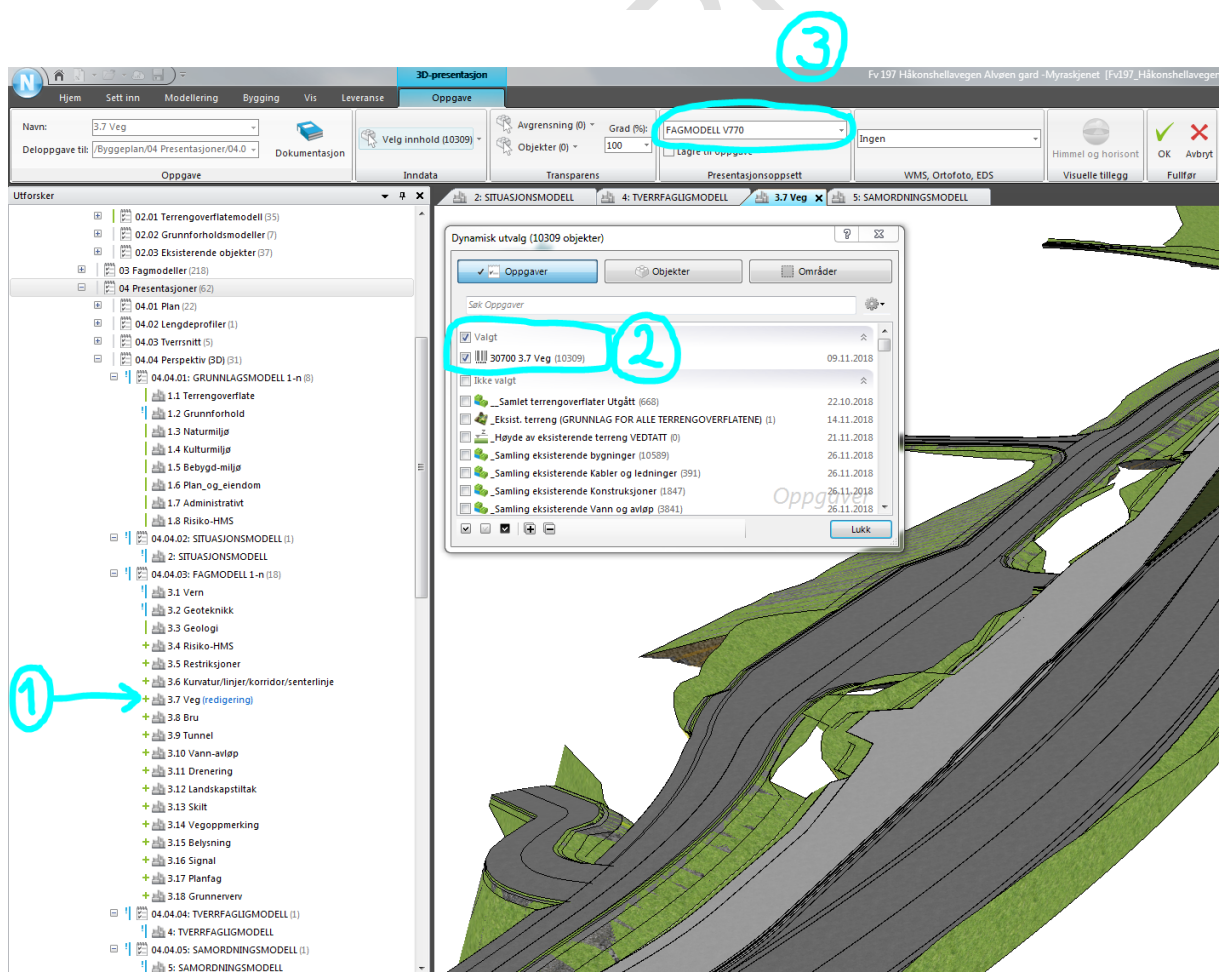 3
3D-presentasjon
Fv 197 Håkonshellavegen Alvøen gard -Myraskjenet [Fv197_Håkonshellaveger
N
Hjem Sett inn Modellering Bygging Vis Leveranse Oppgave
Navn: 3.7 Veg
Deloppgave til: /Byggeplan/04 Presentasjoner/04.0
Dokumentasjon
Oppgave
Velg innhold (10309)
Inndata
Avgrensning (0)
Objekter (0)
Grad (%):
100
Transparens
FAGMODELL V770
Lagre til oppgave
Presentasjonsoppsett
Ingen
WMS, Ortofoto, EDS
Himmel og horisont
Visuelle tillegg
OK Avbryt
Fullfør
Utforsker
2: SITUASJONSMODELL 4: TVERRFAGLIGMODELL 3.7 Veg 5: SAMORDNINGSMODELL
02.01 Terrengoverflatemodell (35)
02.02 Grunnforholdsmodeller (7)
02.03 Eksisterende objekter (37)
03 Fagmodeller (218)
04 Presentasjoner (62)
04.01 Plan (22)
04.02 Lengdeprofiler (1)
04.03 Tverrsnitt (5)
04.04 Perspektiv (3D) (31)
04.04.01: GRUNNLAGSMODELL 1-n (8)
1.1 Terrengoverflate
1.2 Grunnforhold
1.3 Naturmiljø
1.4 Kulturmiljø
1.5 Bebygd-miljø
1.6 Plan_og_eiendom
1.7 Administrativt
1.8 Risiko-HMS
04.04.02: SITUASJONSMODELL (1)
2: SITUASJONSMODELL
04.04.03: FAGMODELL 1-n (18)
3.1 Vern
3.2 Geoteknikk
3.3 Geologi
3.4 Risiko-HMS
3.5 Restriksjoner
3.6 Kurvatur/linjer/korridor/senterlinje
1
3.7 Veg (redigering)
3.8 Bru
3.9 Tunnel
3.10 Vann-avløp
3.11 Drenering
3.12 Landskapstiltak
3.13 Skilt
3.14 Vegoppmerking
3.15 Belysning
3.16 Signal
3.17 Planfag
3.18 Grunnerverv
04.04.04: TVERRFAGLIGMODELL (1)
4: TVERRFAGLIGMODELL
04.04.05: SAMORDNINGSMODELL (1)
5: SAMORDNINGSMODELL
Dynamisk utvalg (10309 objekter)
Oppgaver Objekter Områder
Søk Oppgaver
Valgt
2
30700 3.7 Veg (10309) 09.11.2018
Ikke valgt
__Samlet terrengoverflater Utgått (668) 22.10.2018
_Eksist. terreng (GRUNNLAG FOR ALLE TERRENGOVERFLATENE) (1) 14.11.2018
_Høyde av eksisterende terreng VEDTATT (0) 21.11.2018
_Samling eksisterende bygninger (10589) 26.11.2018
_Samling eksisterende Kabler og ledninger (391) 26.11.2018
_Samling eksisterende Konstruksjoner (1847) 26.11.2018
_Samling eksisterende Vann og avløp (3841) 26.11.2018
Oppgaver
Lukk